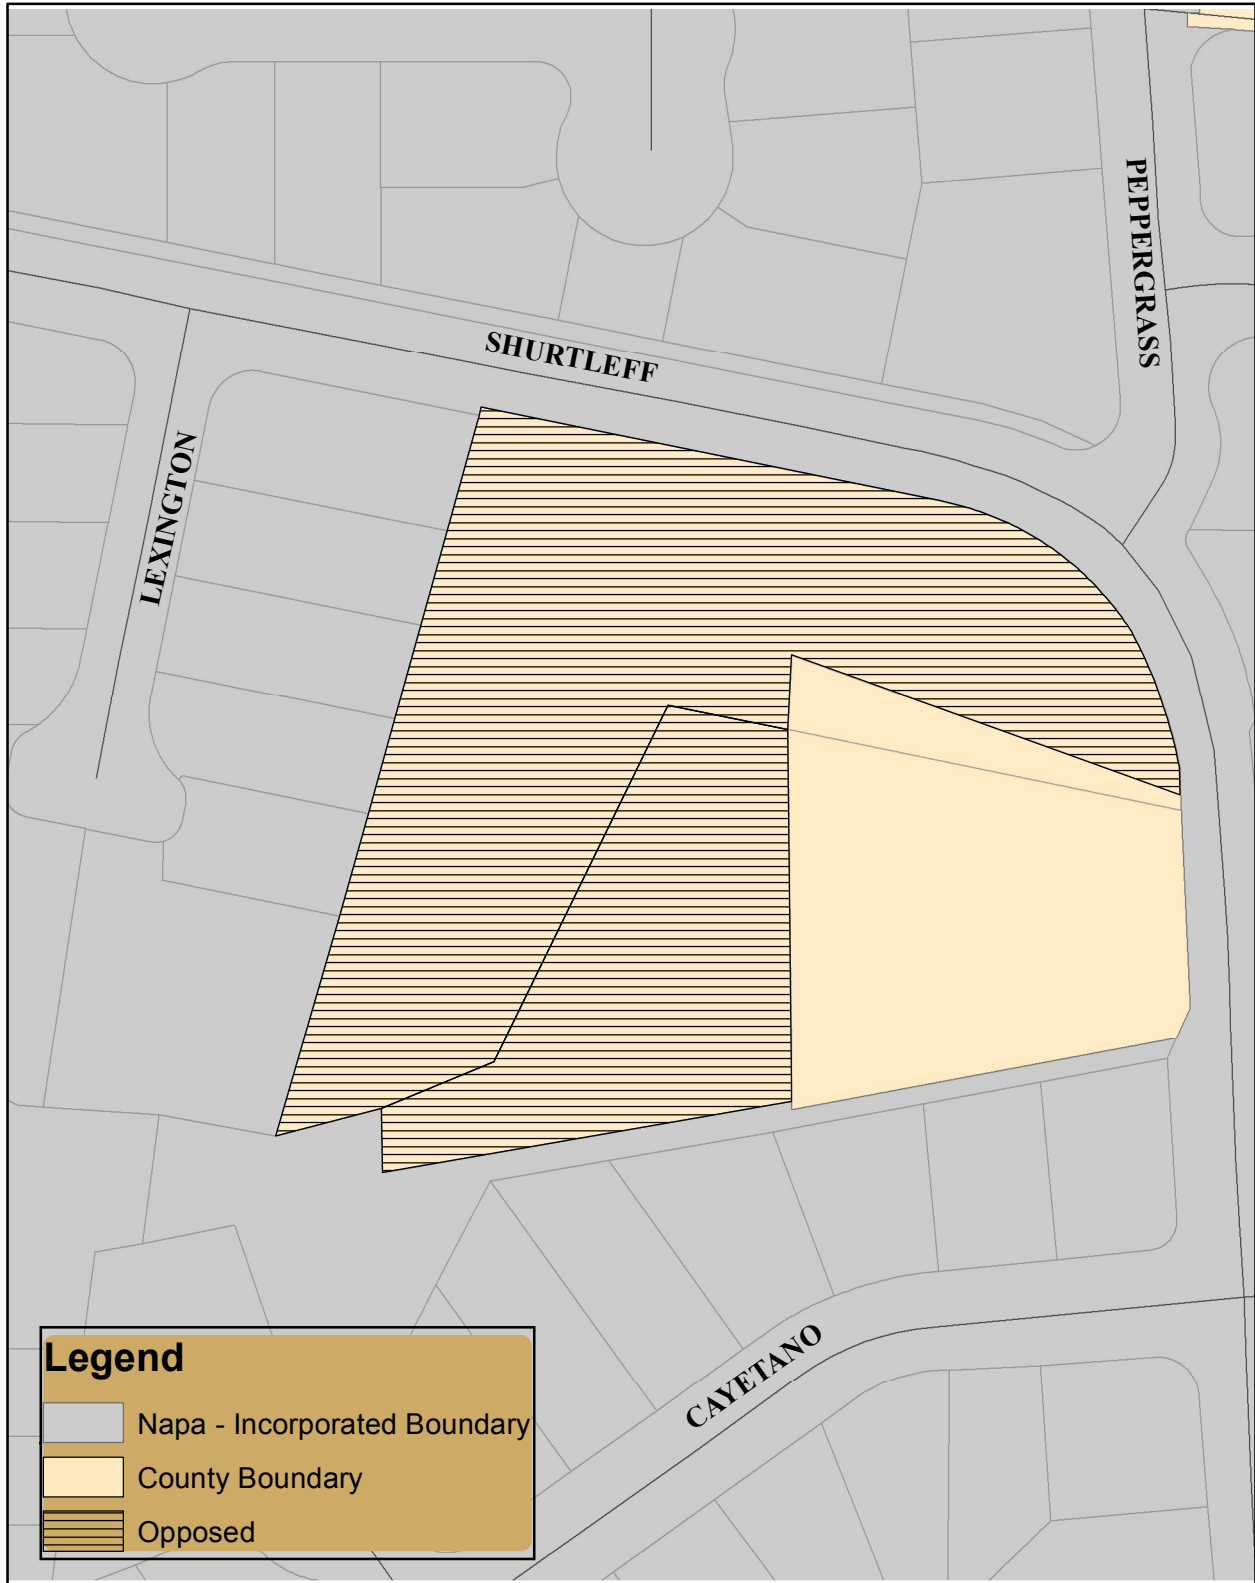 PEPPERGRASS
SHURTLEFF
LEXINGTON
CAYETANO
Legend
Napa - Incorporated Boundary
County Boundary
Opposed